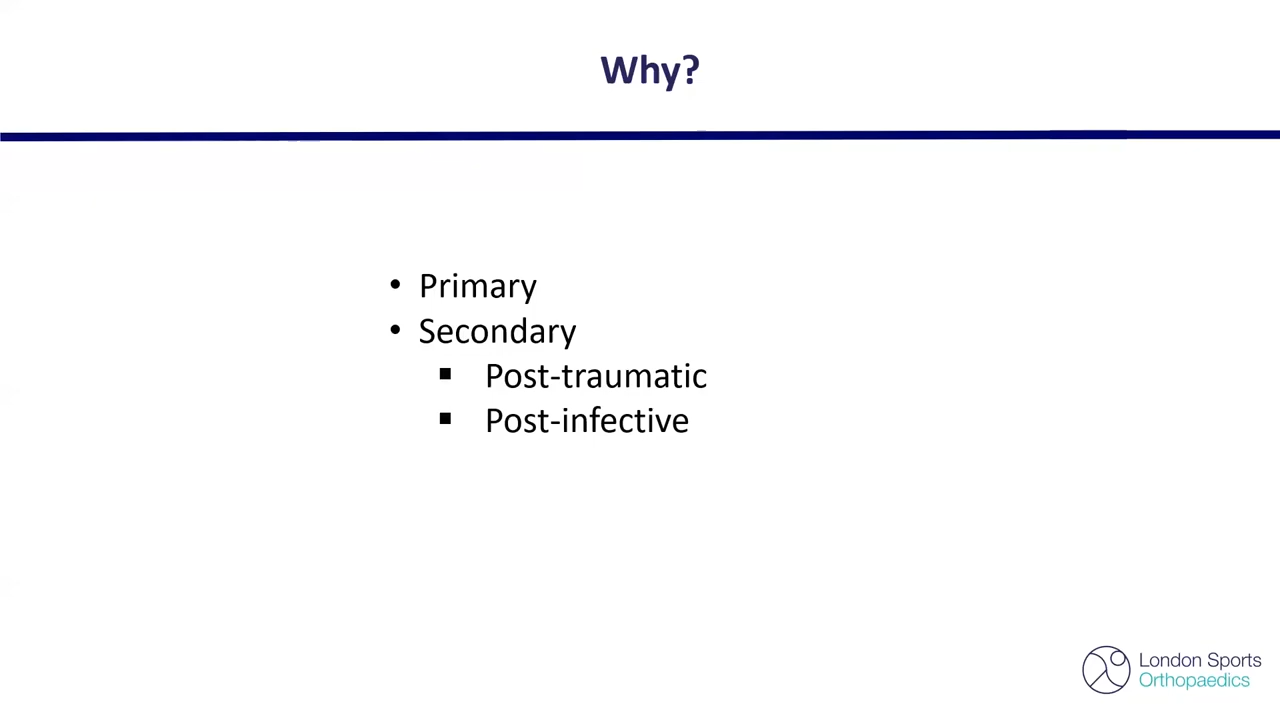 Why?
• Primary
• Secondary
▪ Post-traumatic
▪ Post-infective
London Sports
Orthopaedics